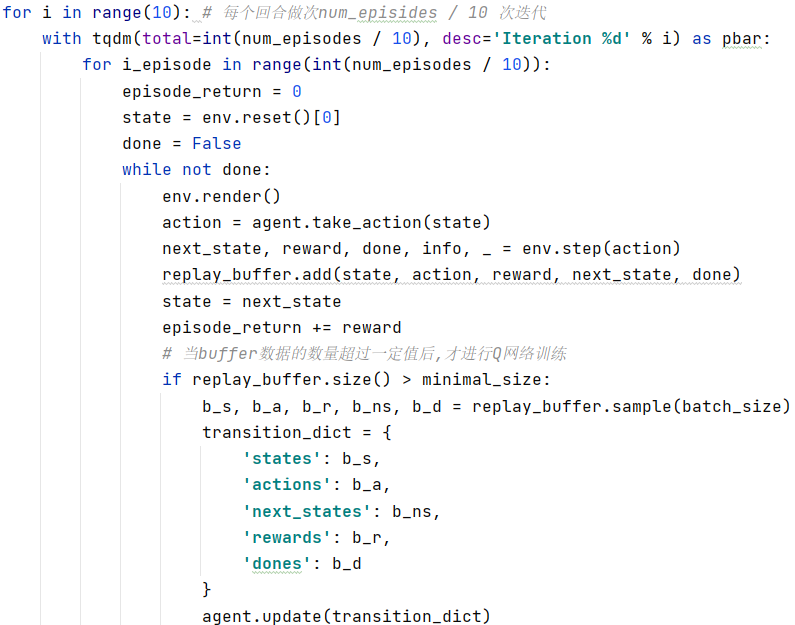 for i in range(10): # 每个回合做次num_episides / 10 次迭代
    with tqdm(total=int(num_episodes / 10), desc='Iteration %d' % i) as pbar:
        for i_episode in range(int(num_episodes / 10)):
            episode_return = 0
            state = env.reset()[0]
            done = False
            while not done:
                env.render()
                action = agent.take_action(state)
                next_state, reward, done, info, _ = env.step(action)
                replay_buffer.add(state, action, reward, next_state, done)
                state = next_state
                episode_return += reward
                # 当buffer数据的数量超过一定值后,才进行Q网络训练
                if replay_buffer.size() > minimal_size:
                    b_s, b_a, b_r, b_ns, b_d = replay_buffer.sample(batch_size)
                    transition_dict = {
                        'states': b_s,
                        'actions': b_a,
                        'next_states': b_ns,
                        'rewards': b_r,
                        'dones': b_d
                    }
                    agent.update(transition_dict)